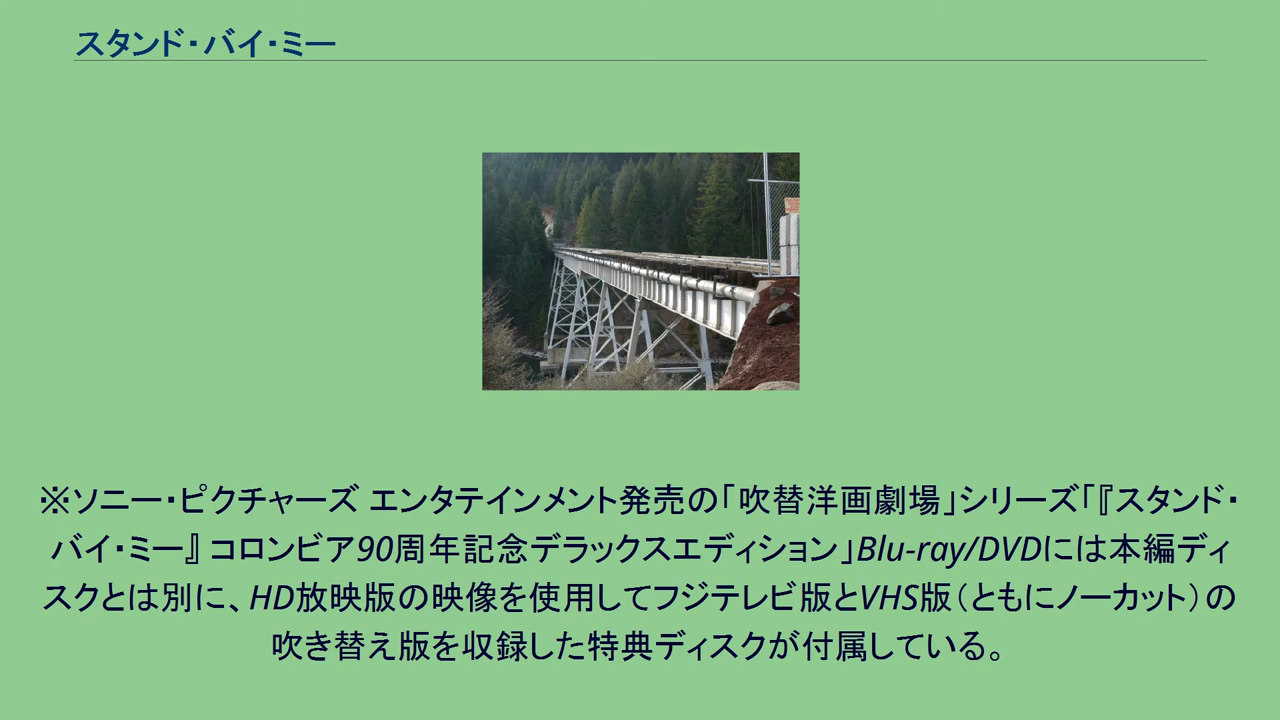 スタンド・バイ・ミー
※ソニー・ピクチャーズ エンタテインメント発売の「吹替洋画劇場」シリーズ「『スタンド・
バイ・ミー』 コロンビア90周年記念デラックスエディション」Blu-ray/DVDには本編ディ
スクとは別に、HD放映版の映像を使用してフジテレビ版とVHS版（ともにノーカット）の
吹き替え版を収録した特典ディスクが付属している。